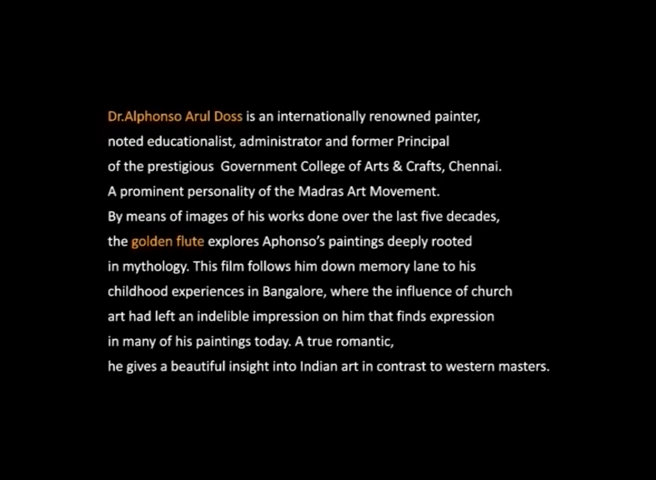 Dr.Alphonso Arul Doss is an internationally renowned painter,
noted educationalist, administrator and former Principal
of the prestigious Government College of Arts & Crafts, Chennai.
A prominent personality of the Madras Art Movement.
By means of images of his works done over the last five decades,
the golden flute explores Aphonso's paintings deeply rooted
in mythology. This film follows him down memory lane to his
childhood experiences in Bangalore, where the influence of church
art had left an indelible impression on him that finds expression
in many of his paintings today. A true romantic,
he gives a beautiful insight into Indian art in contrast to western masters.